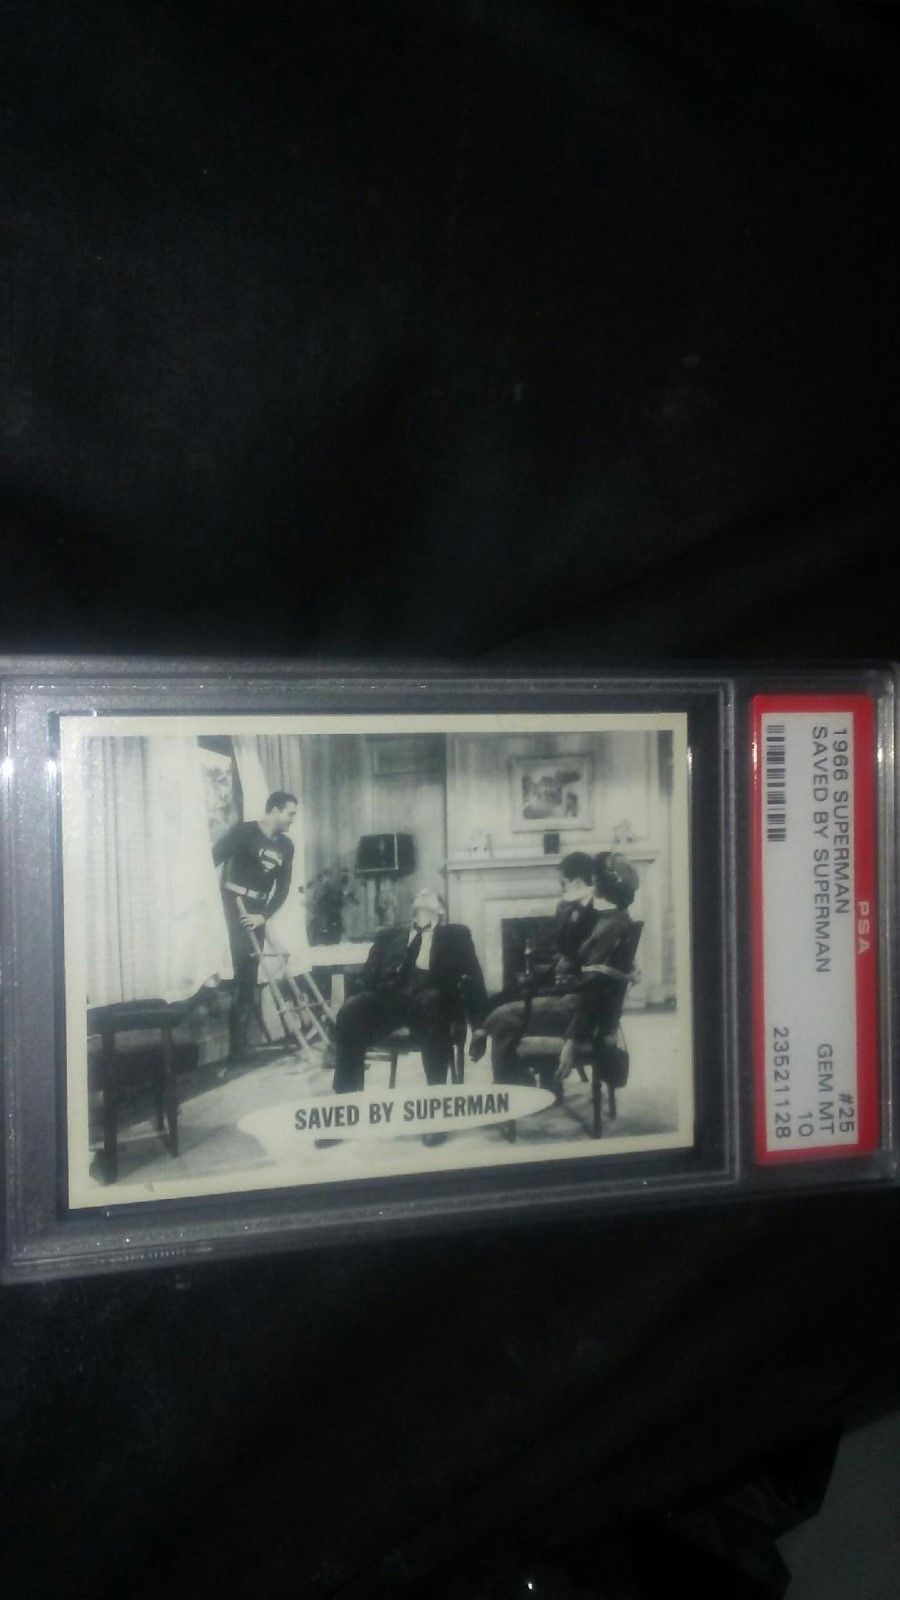 1966 SUPERMAN #25
SAVED BY SUPERMAN GEM MT
10
23521128
PSA
SAVED BY SUPERMAN